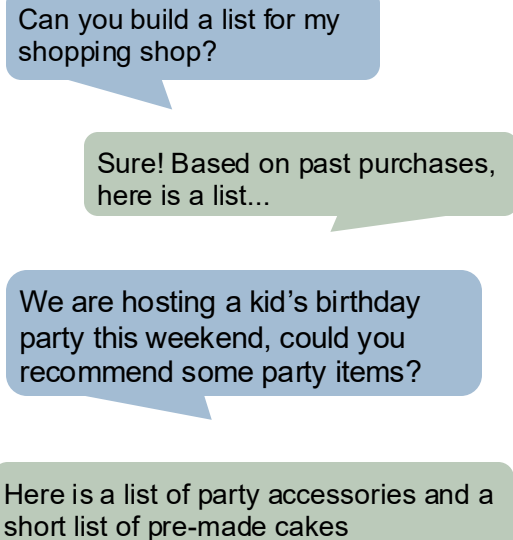 Can you build a list for my
shopping shop?
Sure! Based on past purchases,
here is a list...
We are hosting a kid’s birthday
party this weekend, could you
recommend some party items?
Here is a list of party accessories and a
short list of pre-made cakes